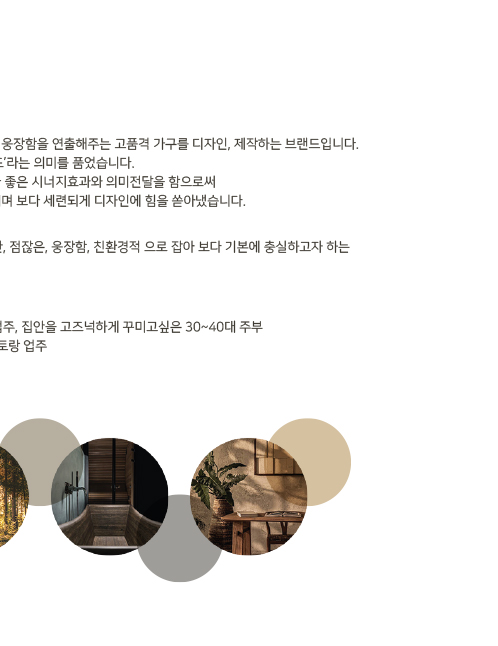 웅장함을 연출해주는 고품격 가구를 디자인, 제작하는 브랜드입니다.
라는 의미를 품었습니다.
좋은 시너지효과와 의미전달을 함으로써
며 보다 세련되게 디자인에 힘을 쏟아냈습니다.
, 점잖은, 웅장함, 친환경적 으로 잡아 보다 기본에 충실하고자 하는
주, 집안을 고즈넉하게 꾸미고싶은 30~40대 주부
토랑 업주